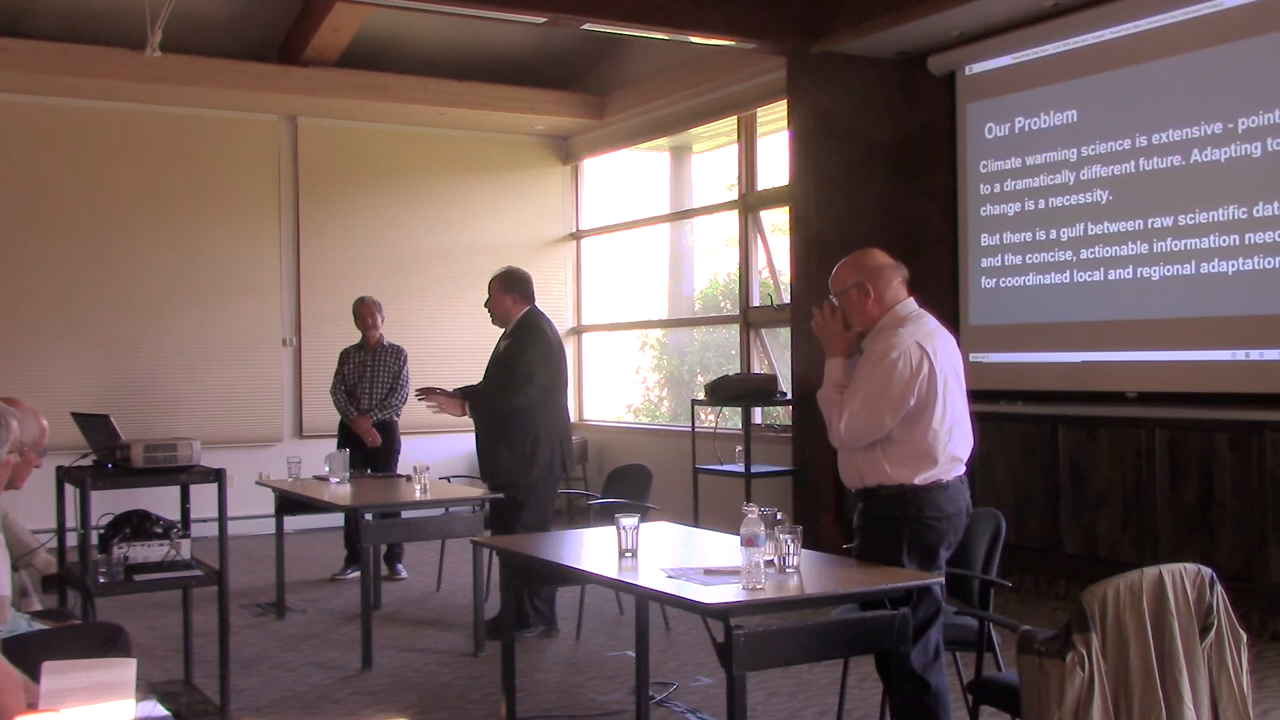 Our Problem
Climate warming science is extensive - point
to a dramatically different future. Adapting to
change is a necessity.
But there is a gulf between raw scientific dat
and the concise, actionable information need
for coordinated local and regional adaptation